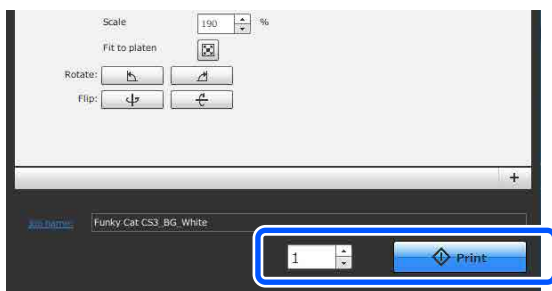 Scale 190 %
Fit to platen
Rotate:
Flip:
+
Job name: Funky Cat CS3_BG_White
1 Print